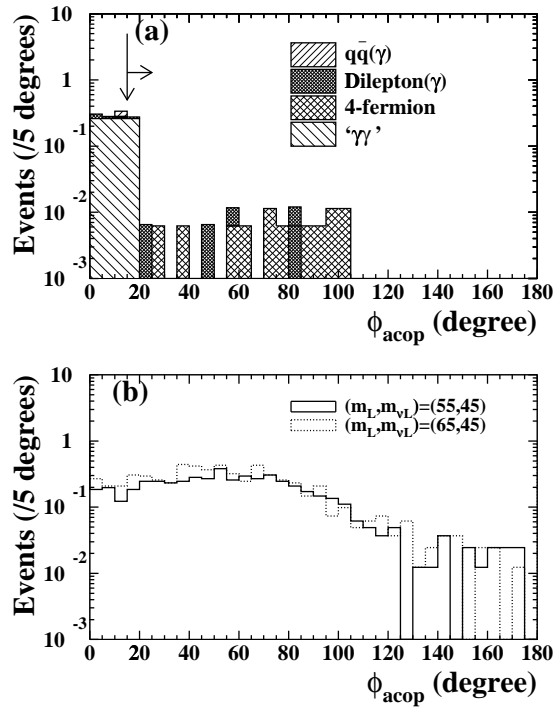 (a)
qq̄(γ)
Dilepton(γ)
4-fermion
‘γγ’
Events (/5 degrees)
10
1
10 -1
10 -2
10 -3
0 20 40 60 80 100 120 140 160 180
ϕacop (degree)
(b)
(mL,mνL)=(55,45)
(mL,mνL)=(65,45)
Events (/5 degrees)
10
1
10 -1
10 -2
10 -3
0 20 40 60 80 100 120 140 160 180
ϕacop (degree)